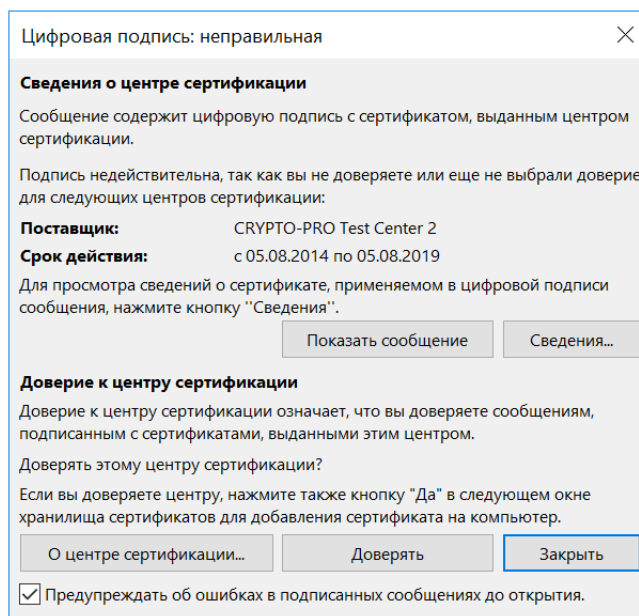 Цифровая подпись: неправильная
Сведения о центре сертификации
Сообщение содержит цифровую подпись с сертификатом, выданным центром
сертификации.
Подпись недействительна, так как вы не доверяете или еще не выбрали доверие
для следующих центров сертификации:
Поставщик: CRYPTO-PRO Test Center 2
Срок действия: с 05.08.2014 по 05.08.2019
Для просмотра сведений о сертификате, применяемом в цифровой подписи
сообщения, нажмите кнопку ''Сведения''.
Показать сообщение Сведения...
Доверие к центру сертификации
Доверие к центру сертификации означает, что вы доверяете сообщениям,
подписанным с сертификатами, выданными этим центром.
Доверять этому центру сертификации?
Если вы доверяете центру, нажмите также кнопку "Да" в следующем окне
хранилища сертификатов для добавления сертификата на компьютер.
О центре сертификации... Доверять Закрыть
Предупреждать об ошибках в подписанных сообщениях до открытия.